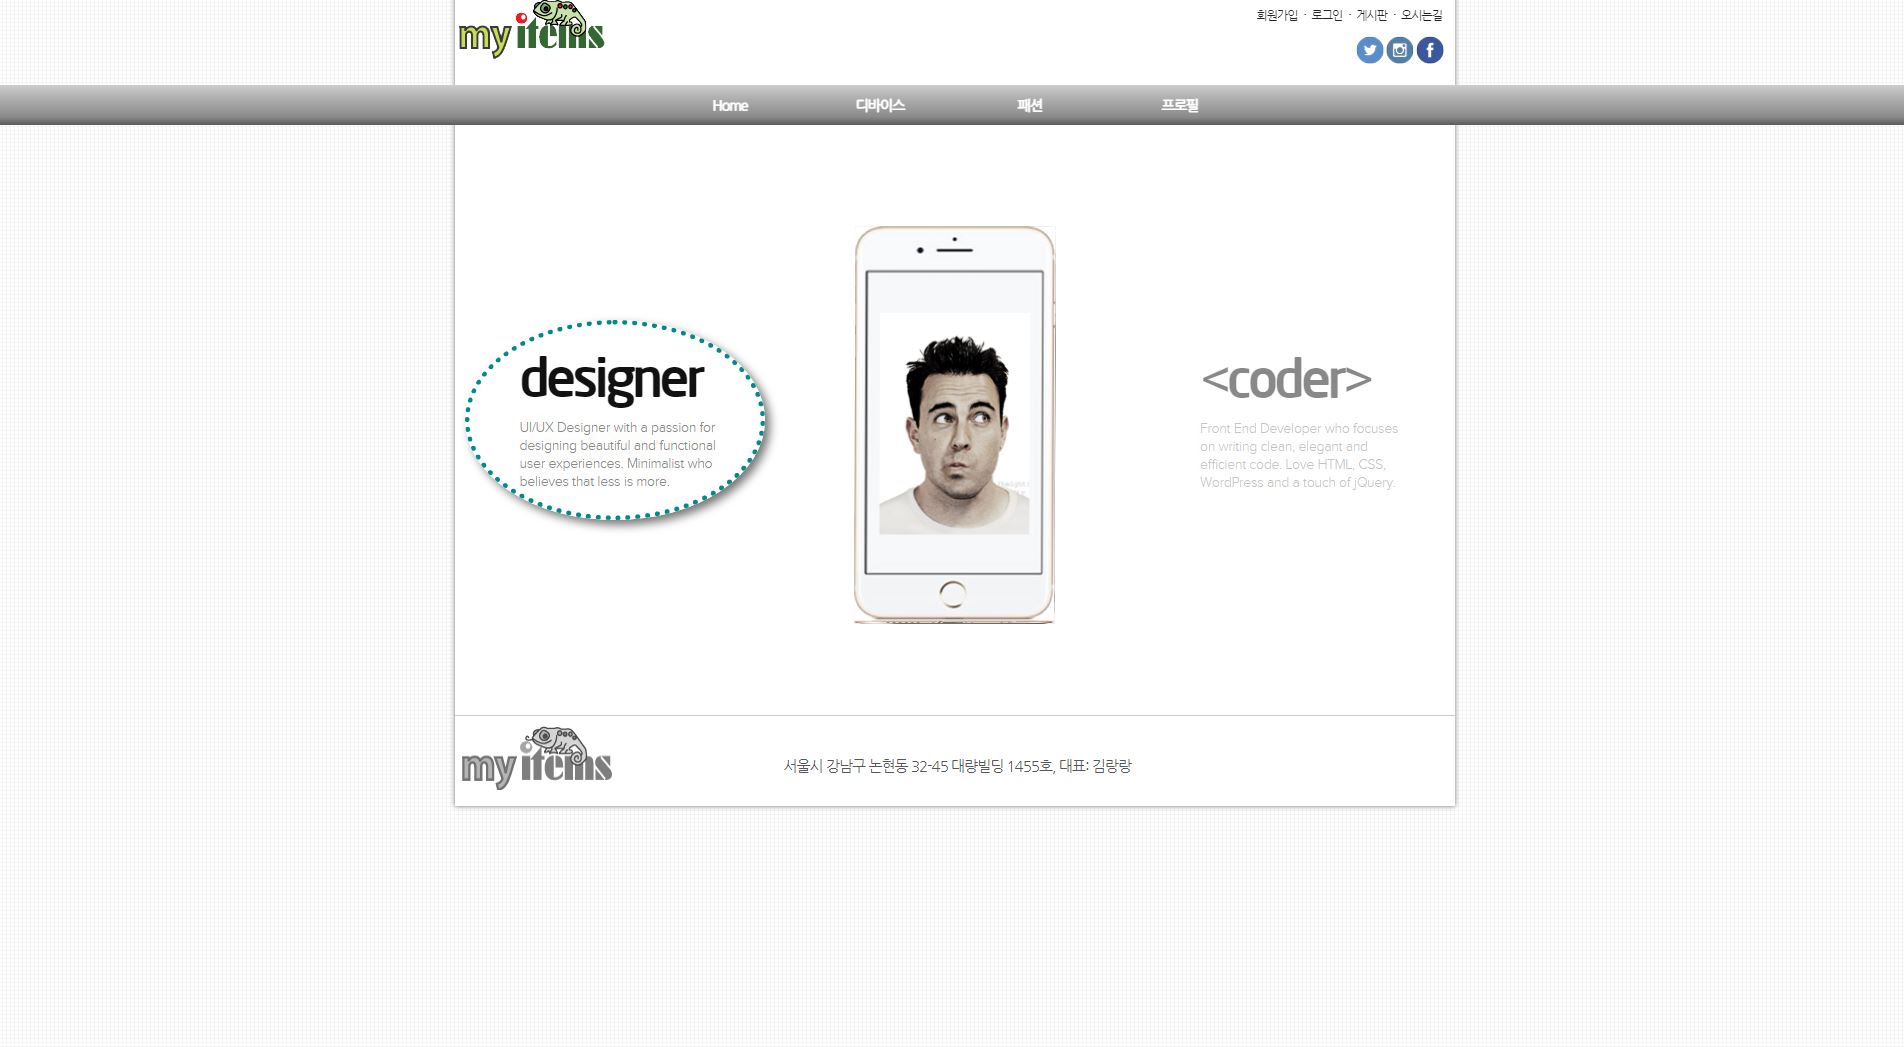 my items
회원가입 · 로그인 · 게시판 · 오시는길
Home 디바이스 패션 프로필
designer
UI/UX Designer with a passion for
designing beautiful and functional
user experiences. Minimalist who
believes that less is more.
<coder>
Front End Developer who focuses
on writing clean, elegant and
efficient code. Love HTML, CSS,
WordPress and a touch of jQuery.
my items
서울시 강남구 논현동 32-45 대량빌딩 1455호, 대표: 김랑랑